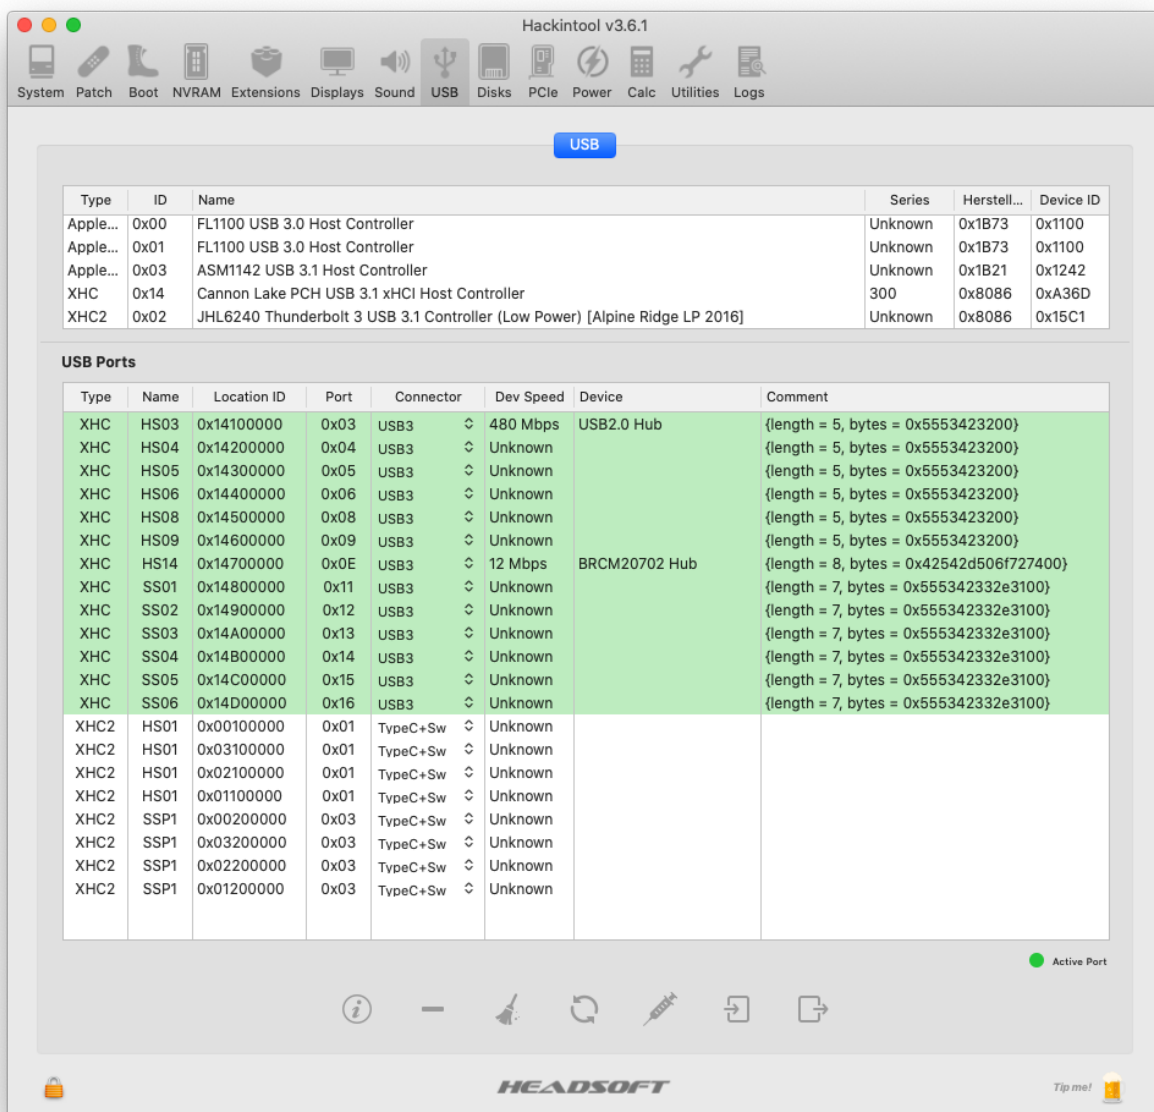 Hackintool v3.6.1
System Patch Boot NVRAM Extensions Displays Sound USB Disks PCIe Power Calc Utilities Logs
USB
Type ID Name Series Herstell... Device ID
Apple... 0x00 FL1100 USB 3.0 Host Controller Unknown 0x1B73 0x1100
Apple... 0x01 FL1100 USB 3.0 Host Controller Unknown 0x1B73 0x1100
Apple... 0x03 ASM1142 USB 3.1 Host Controller Unknown 0x1B21 0x1242
XHC 0x14 Cannon Lake PCH USB 3.1 xHCI Host Controller 300 0x8086 0xA36D
XHC2 0x02 JHL6240 Thunderbolt 3 USB 3.1 Controller (Low Power) [Alpine Ridge LP 2016] Unknown 0x8086 0x15C1
USB Ports
Type Name Location ID Port Connector Dev Speed Device Comment
XHC HS03 0x14100000 0x03 USB3 480 Mbps USB2.0 Hub {length = 5, bytes = 0x5553423200}
XHC HS04 0x14200000 0x04 USB3 Unknown {length = 5, bytes = 0x5553423200}
XHC HS05 0x14300000 0x05 USB3 Unknown {length = 5, bytes = 0x5553423200}
XHC HS06 0x14400000 0x06 USB3 Unknown {length = 5, bytes = 0x5553423200}
XHC HS08 0x14500000 0x08 USB3 Unknown {length = 5, bytes = 0x5553423200}
XHC HS09 0x14600000 0x09 USB3 Unknown {length = 5, bytes = 0x5553423200}
XHC HS14 0x14700000 0x0E USB3 12 Mbps BRCM20702 Hub {length = 8, bytes = 0x42542d506f727400}
XHC SS01 0x14800000 0x11 USB3 Unknown {length = 7, bytes = 0x555342332e3100}
XHC SS02 0x14900000 0x12 USB3 Unknown {length = 7, bytes = 0x555342332e3100}
XHC SS03 0x14A00000 0x13 USB3 Unknown {length = 7, bytes = 0x555342332e3100}
XHC SS04 0x14B00000 0x14 USB3 Unknown {length = 7, bytes = 0x555342332e3100}
XHC SS05 0x14C00000 0x15 USB3 Unknown {length = 7, bytes = 0x555342332e3100}
XHC SS06 0x14D00000 0x16 USB3 Unknown {length = 7, bytes = 0x555342332e3100}
XHC2 HS01 0x00100000 0x01 TypeC+Sw Unknown
XHC2 HS01 0x03100000 0x01 TypeC+Sw Unknown
XHC2 HS01 0x02100000 0x01 TypeC+Sw Unknown
XHC2 HS01 0x01100000 0x01 TypeC+Sw Unknown
XHC2 SSP1 0x00200000 0x03 TypeC+Sw Unknown
XHC2 SSP1 0x03200000 0x03 TypeC+Sw Unknown
XHC2 SSP1 0x02200000 0x03 TypeC+Sw Unknown
XHC2 SSP1 0x01200000 0x03 TypeC+Sw Unknown
Active Port
HEADSOFT
Tip me!